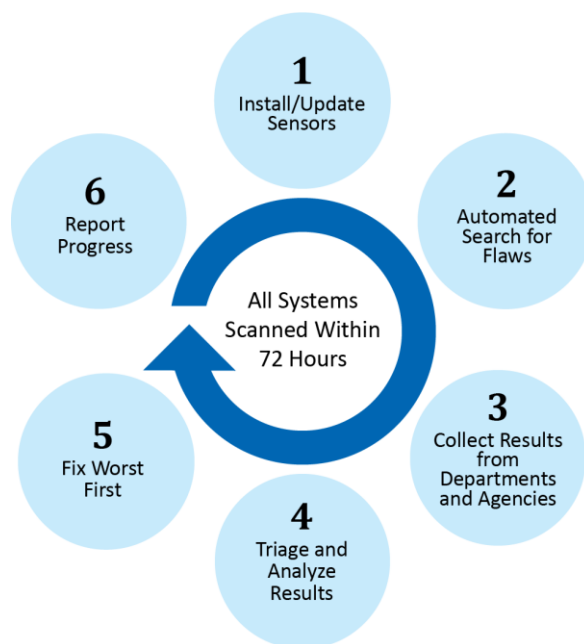 1
Install/Update
Sensors
2
Automated
Search for
Flaws
3
Collect Results
from
Departments
and Agencies
4
Triage and
Analyze
Results
5
Fix Worst
First
6
Report
Progress
All Systems
Scanned Within
72 Hours